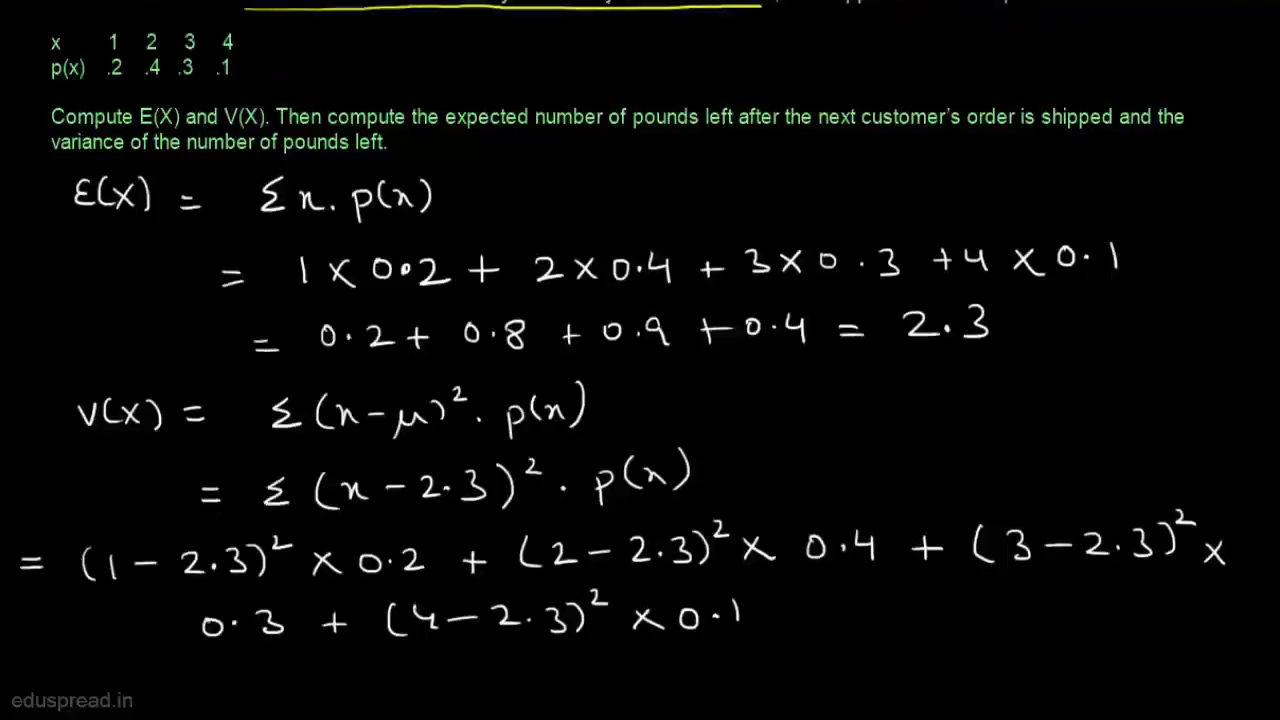 x 1 2 3 4
p(x) .2 .4 .3 .1
Compute E(X) and V(X). Then compute the expected number of pounds left after the next customer's order is shipped and the
variance of the number of pounds left.
E(X) = Σ x. p(x)
= 1 × 0.2 + 2 × 0.4 + 3 × 0.3 + 4 × 0.1
= 0.2 + 0.8 + 0.9 + 0.4 = 2.3
V(X) = Σ (x-μ)². p(x)
= Σ (x - 2.3)². p(x)
= (1 - 2.3)² × 0.2 + (2 - 2.3)² × 0.4 + (3 - 2.3)² ×
0.3 + (4 - 2.3)² × 0.1
eduspread.in